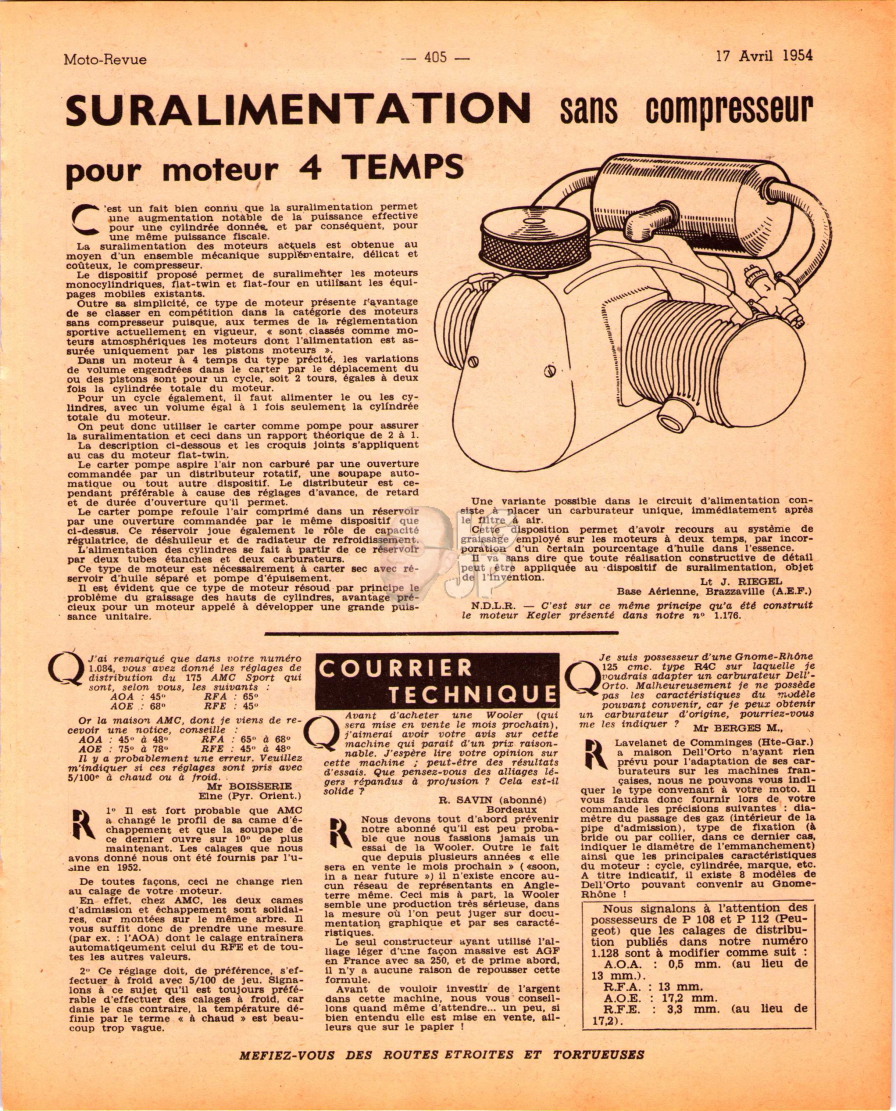 Moto-Revue
— 405 —
17 Avril 1954
SURALIMENTATION sans compresseur
pour moteur 4 TEMPS
C'est un fait bien connu que la suralimentation permet
une augmentation notable de la puissance effective
pour une cylindrée donnée, et par conséquent, pour
une même puissance fiscale.
La suralimentation des moteurs actuels est obtenue au
moyen d'un ensemble mécanique supplémentaire, délicat et
coûteux, le compresseur.
Le dispositif proposé permet de suralimenter les moteurs
monocylindriques, flat-twin et flat-four en utilisant les équi-
pages mobiles existants.
Outre sa simplicité, ce type de moteur présente l'avantage
de se classer en compétition dans la catégorie des moteurs
sans compresseur puisque, aux termes de la réglementation
sportive actuellement en vigueur, « sont classés comme mo-
teurs atmosphériques les moteurs dont l'alimentation est as-
surée uniquement par les pistons moteurs ».
Dans un moteur à 4 temps du type précité, les variations
de volume engendrées dans le carter par le déplacement du
ou des pistons sont pour un cycle, soit 2 tours, égales à deux
fois la cylindrée totale du moteur.
Pour un cycle également, il faut alimenter le ou les cy-
lindres, avec un volume égal à 1 fois seulement la cylindrée
totale du moteur.
On peut donc utiliser le carter comme pompe pour assurer
la suralimentation et ceci dans un rapport théorique de 2 à 1.
La description ci-dessous et les croquis joints s'appliquent
au cas du moteur flat-twin.
Le carter pompe aspire l'air non carburé par une ouverture
commandée par un distributeur rotatif, une soupape auto-
matique ou tout autre dispositif. Le distributeur est ce-
pendant préférable à cause des réglages d'avance, de retard
et de durée d'ouverture qu'il permet.
Le carter pompe refoule l'air comprimé dans un réservoir
par une ouverture commandée par le même dispositif que
ci-dessus. Ce réservoir joue également le rôle de capacité
régulatrice, de déshuileur et de radiateur de refroidissement.
L'alimentation des cylindres se fait à partir de ce réservoir
par deux tubes étanches et deux carburateurs.
Ce type de moteur est nécessairement à carter sec avec ré-
servoir d'huile séparé et pompe d'épuisement.
Il est évident que ce type de moteur résoud par principe le
problème du graissage des hauts de cylindres, avantage pré-
cieux pour un moteur appelé à développer une grande puis-
sance unitaire.
Une variante possible dans le circuit d'alimentation con-
siste à placer un carburateur unique, immédiatement après
le filtre à air.
Cette disposition permet d'avoir recours au système de
graissage employé sur les moteurs à deux temps, par incor-
poration d'un certain pourcentage d'huile dans l'essence.
Il va sans dire que toute réalisation constructive de détail
peut être appliquée au dispositif de suralimentation, objet
de l'invention.
Lt J. RIEGEL
Base Aérienne, Brazzaville (A.E.F.)
N.D.L.R. — C'est sur ce même principe qu'a été construit
le moteur Kegler présenté dans notre n° 1.176.
Q J'ai remarqué que dans votre numéro
1.084, vous avez donné les réglages de
distribution du 175 AMC Sport qui
sont, selon vous, les suivants :
AOA : 45° RFA : 65°
AOE : 68° RFE : 45°
Or la maison AMC, dont je viens de re-
cevoir une notice, conseille :
AOA : 45° à 48° RFA : 65° à 68°
AOE : 75° à 78° RFE : 45° à 48°
Il y a probablement une erreur. Veuillez
m'indiquer si ces réglages sont pris avec
5/100° à chaud ou à froid.
Mr BOISSERIE
Elne (Pyr. Orient.)
R 1° Il est fort probable que AMC
a changé le profil de sa came d'é-
chappement et que la soupape de
ce dernier ouvre sur 10° de plus
maintenant. Les calages que nous
avons donné nous ont été fournis par l'u-
sine en 1952.
De toutes façons, ceci ne change rien
au calage de votre moteur.
En effet, chez AMC, les deux cames
d'admission et échappement sont solidai-
res, car montées sur le même arbre. Il
vous suffit donc de prendre une mesure
(par ex. : l'AOA) dont le calage entraînera
automatiqeument celui du RFE et de tou-
tes les autres valeurs.
2° Ce réglage doit, de préférence, s'ef-
fectuer à froid avec 5/100 de jeu. Signa-
lons à ce sujet qu'il est toujours préfé-
rable d'effectuer des calages à froid, car
dans le cas contraire, la température dé-
finie par le terme « à chaud » est beau-
coup trop vague.
COURRIER
TECHNIQUE
Q Avant d'acheter une Wooler (qui
sera mise en vente le mois prochain),
j'aimerai avoir votre avis sur cette
machine qui parait d'un prix raison-
nable. J'espère lire votre opinion sur
cette machine ; peut-être des résultats
d'essais. Que pensez-vous des alliages lé-
gers répandus à profusion ? Cela est-il
solide ?
R. SAVIN (abonné)
Bordeaux
R Nous devons tout d'abord prévenir
notre abonné qu'il est peu proba-
ble que nous fassions jamais un
essai de la Wooler. Outre le fait
que depuis plusieurs années « elle
sera en vente le mois prochain » («soon,
in a near future ») il n'existe encore au-
cun réseau de représentants en Angle-
terre même. Ceci mis à part, la Wooler
semble une production très sérieuse, dans
la mesure où l'on peut juger sur docu-
mentation graphique et par ses caracté-
ristiques.
Le seul constructeur ayant utilisé l'al-
liage léger d'une façon massive est AGF
en France avec sa 250, et de prime abord,
il n'y a aucune raison de repousser cette
formule.
Avant de vouloir investir de l'argent
dans cette machine, nous vous conseil-
lons quand même d'attendre... un peu, si
bien entendu elle est mise en vente, ail-
leurs que sur le papier !
Q Je suis possesseur d'une Gnome-Rhône
125 cmc. type R4C sur laquelle je
voudrais adapter un carburateur Dell'-
Orto. Malheureusement je ne possède
pas les caractéristiques du modèle
pouvant convenir, car je peux obtenir
un carburateur d'origine, pourriez-vous
me les indiquer ?
Mr BERGES M.,
R Lavelanet de Comminges (Hte-Gar.)
a maison Dell'Orto n'ayant rien
prévu pour l'adaptation de ses car-
burateurs sur les machines fran-
çaises, nous ne pouvons vous indi-
quer le type convenant à votre moto. Il
vous faudra donc fournir lors de votre
commande les précisions suivantes : dia-
mètre du passage des gaz (intérieur de la
pipe d'admission), type de fixation (à
bride ou par collier, dans ce dernier cas,
indiquer le diamètre de l'emmanchement)
ainsi que les principales caractéristiques
du moteur : cycle, cylindrée, marque, etc.
A titre indicatif, il existe 8 modèles de
Dell'Orto pouvant convenir au Gnome-
Rhône !
Nous signalons à l'attention des
possesseurs de P 108 et P 112 (Peu-
geot) que les calages de distribu-
tion publiés dans notre numéro
1.128 sont à modifier comme suit :
A.O.A. : 0,5 mm. (au lieu de
13 mm.).
R.F.A. : 13 mm.
A.O.E. : 17,2 mm.
R.F.E. : 3,3 mm. (au lieu de
17,2).
MEFIEZ-VOUS DES ROUTES ETROITES ET TORTUEUSES